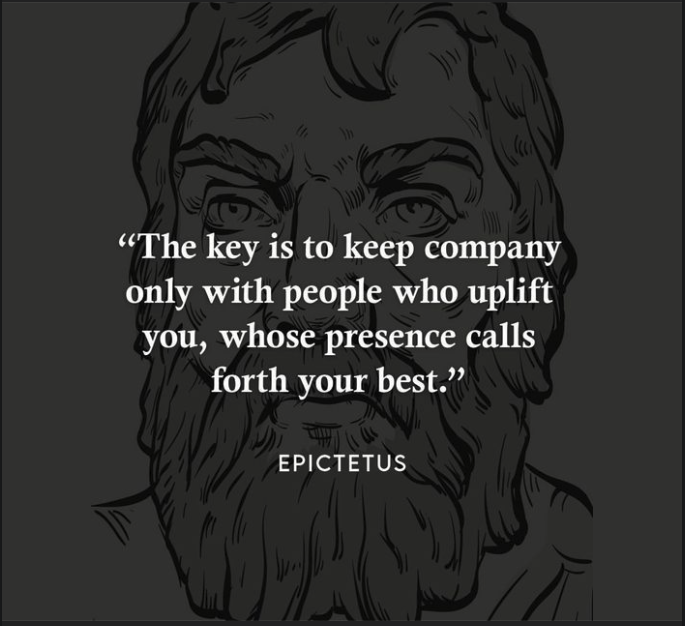 “The key is to keep company
only with people who uplift
you, whose presence calls
forth your best.”
EPICTETUS